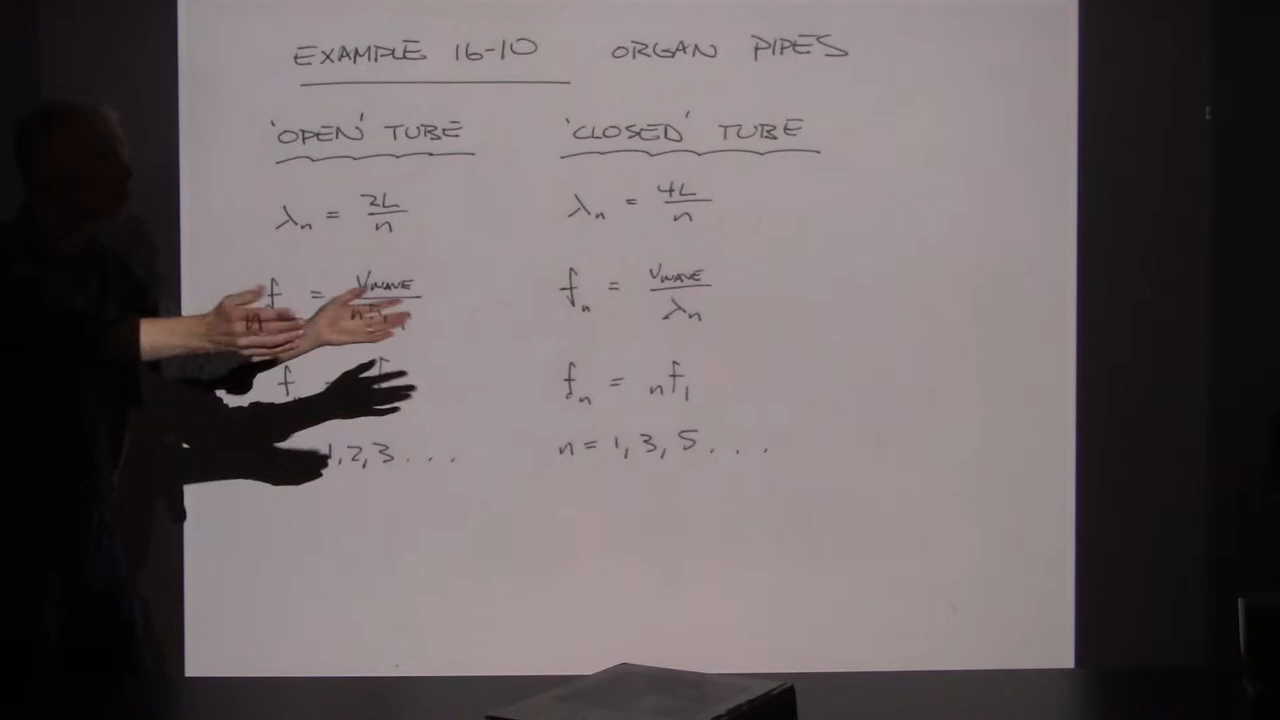 EXAMPLE 16-10 ORGAN PIPES
'OPEN' TUBE
λn = 2L/n
f = VWAVE
f
1,2,3...
'CLOSED' TUBE
λn = 4L/n
fn = VWAVE/λn
fn = nf1
n = 1, 3, 5...